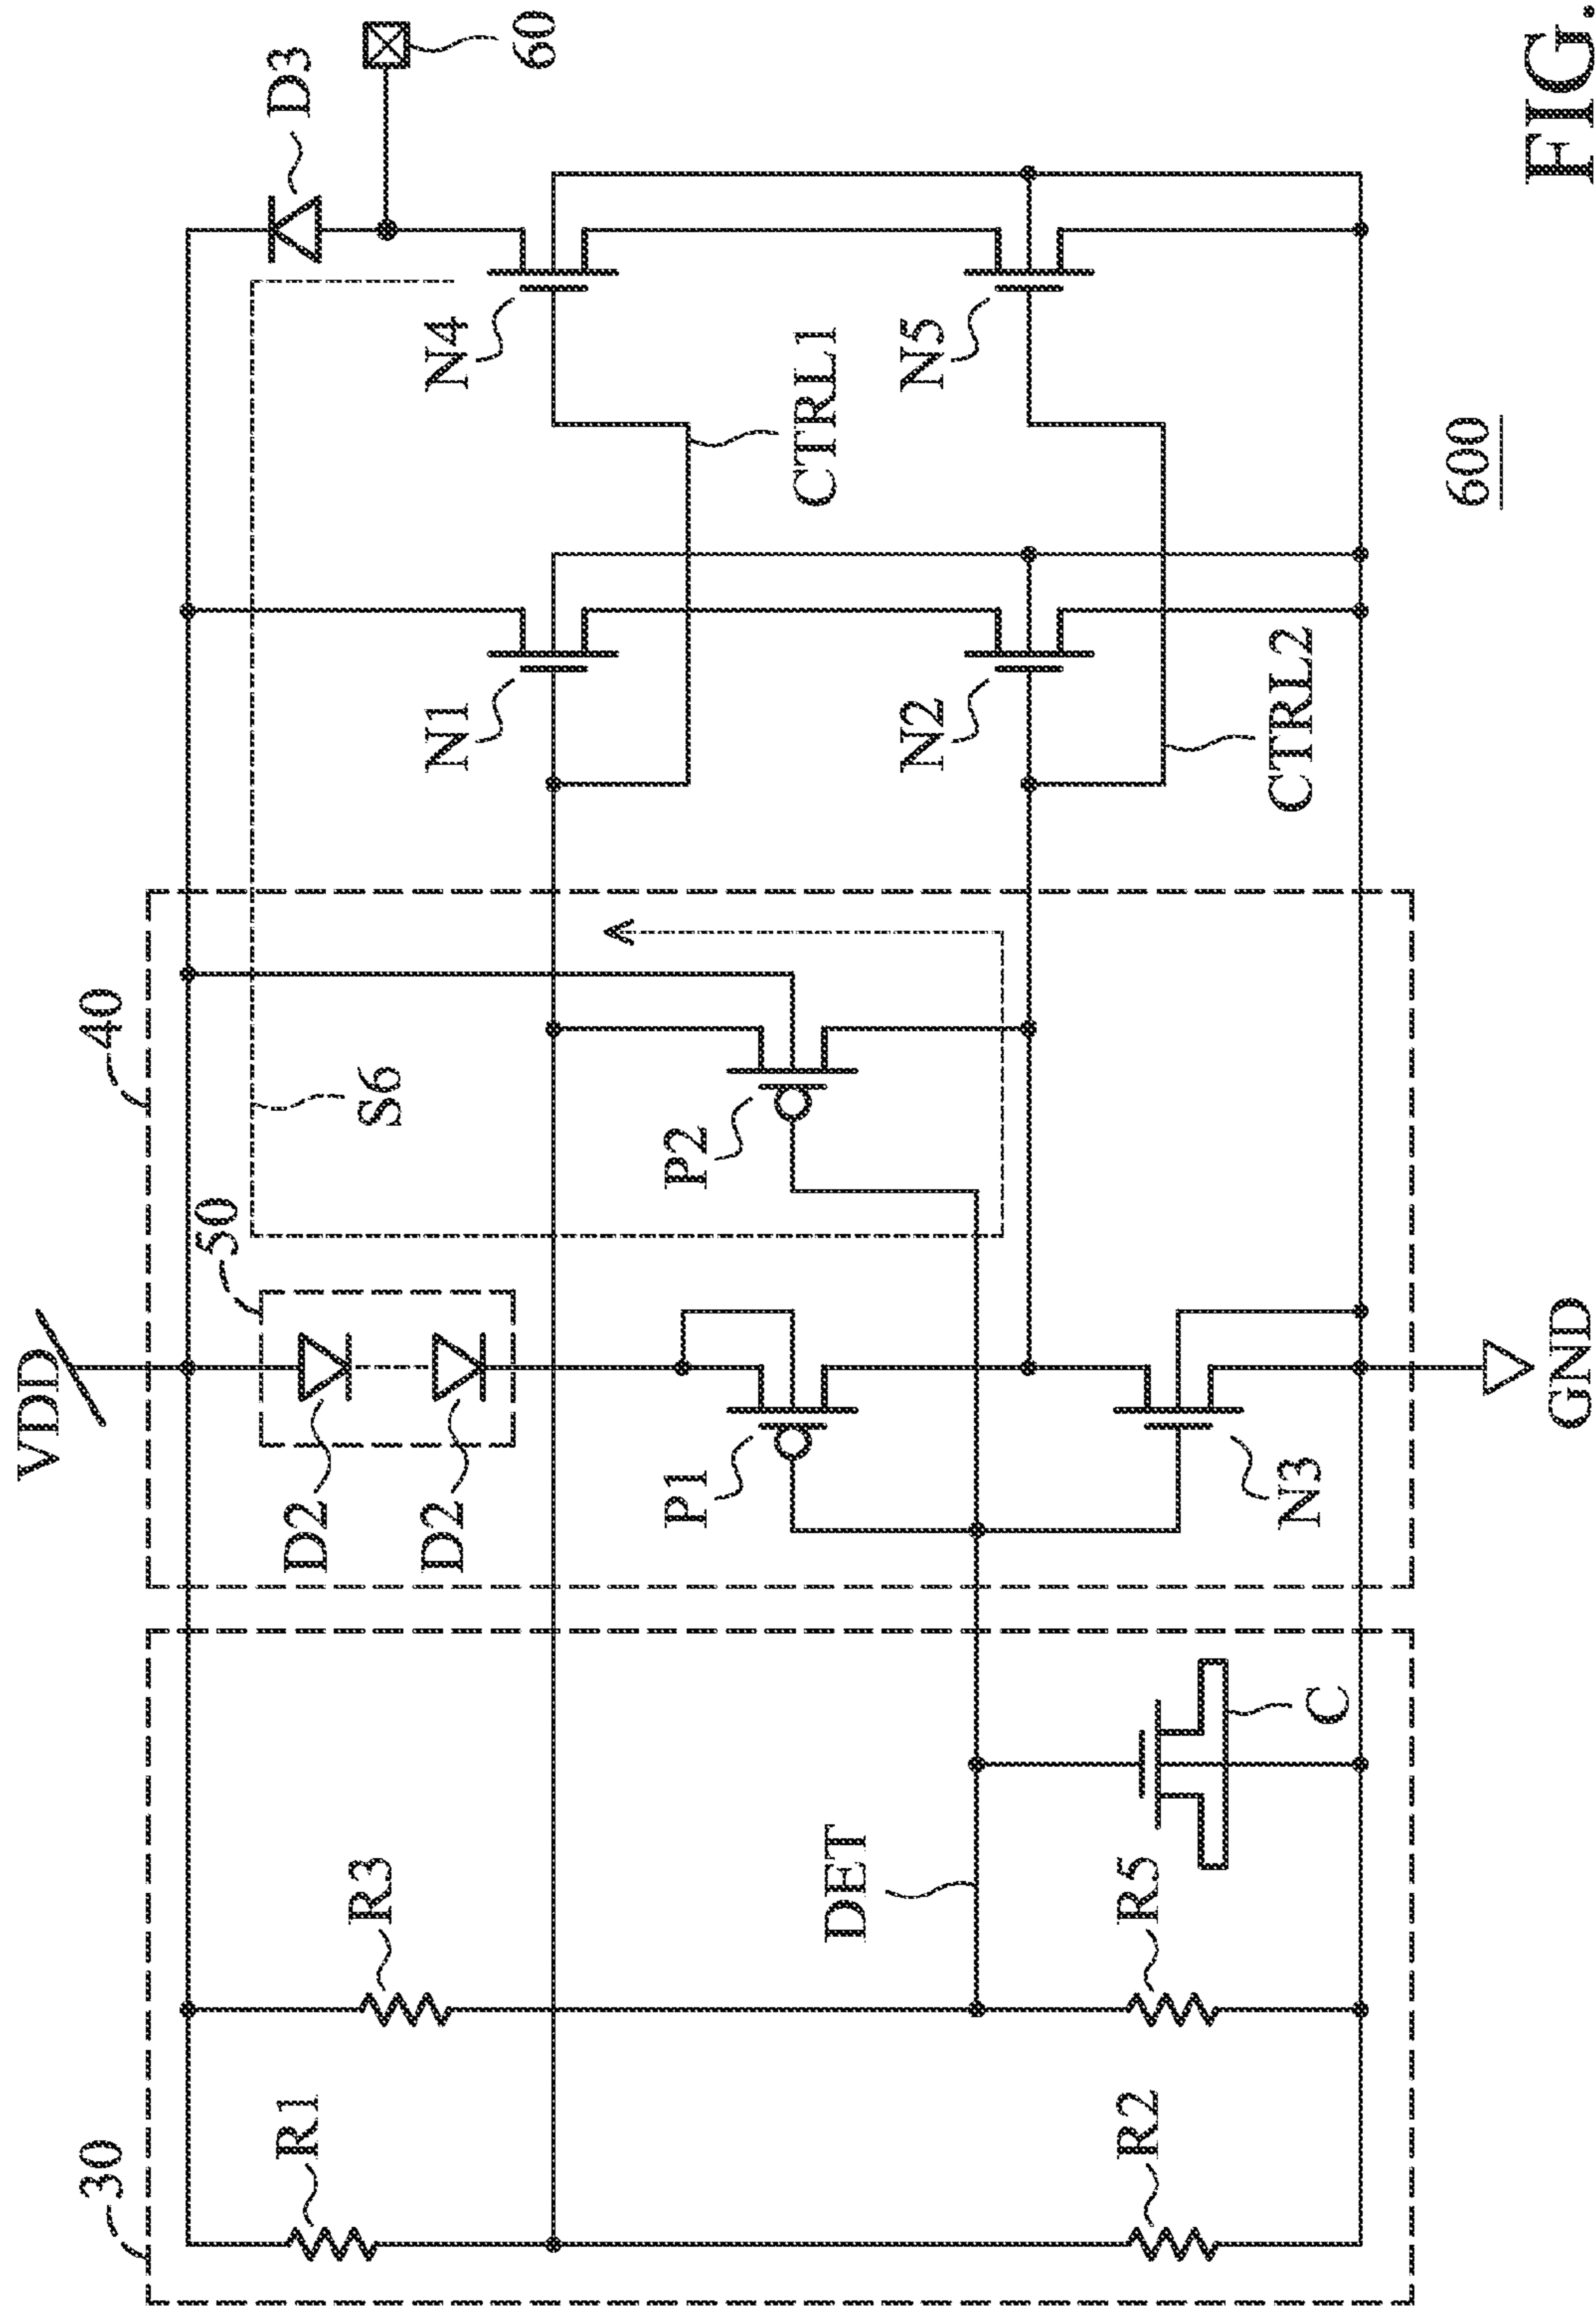 VDD
40
30
50
D3
60
D2
D2
S6
R1
R3
N1
N4
P1
P2
CTRL1
DET
N2
N5
R2
R5
C
N3
CTRL2
GND
600
FIG.